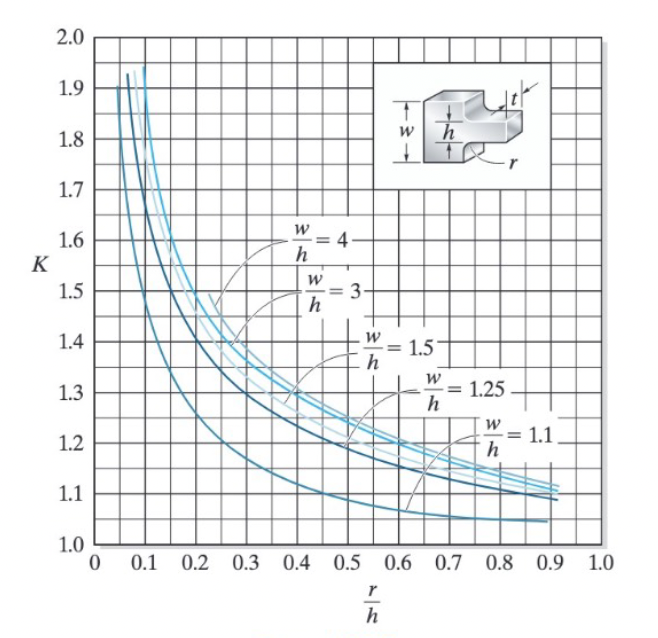 2.0
1.9
1.8
1.7
1.6
1.5
1.4
1.3
1.2
1.1
1.0
K
w
h
t
r
w/h = 4
w/h = 3
w/h = 1.5
w/h = 1.25
w/h = 1.1
0 0.1 0.2 0.3 0.4 0.5 0.6 0.7 0.8 0.9 1.0
r/h